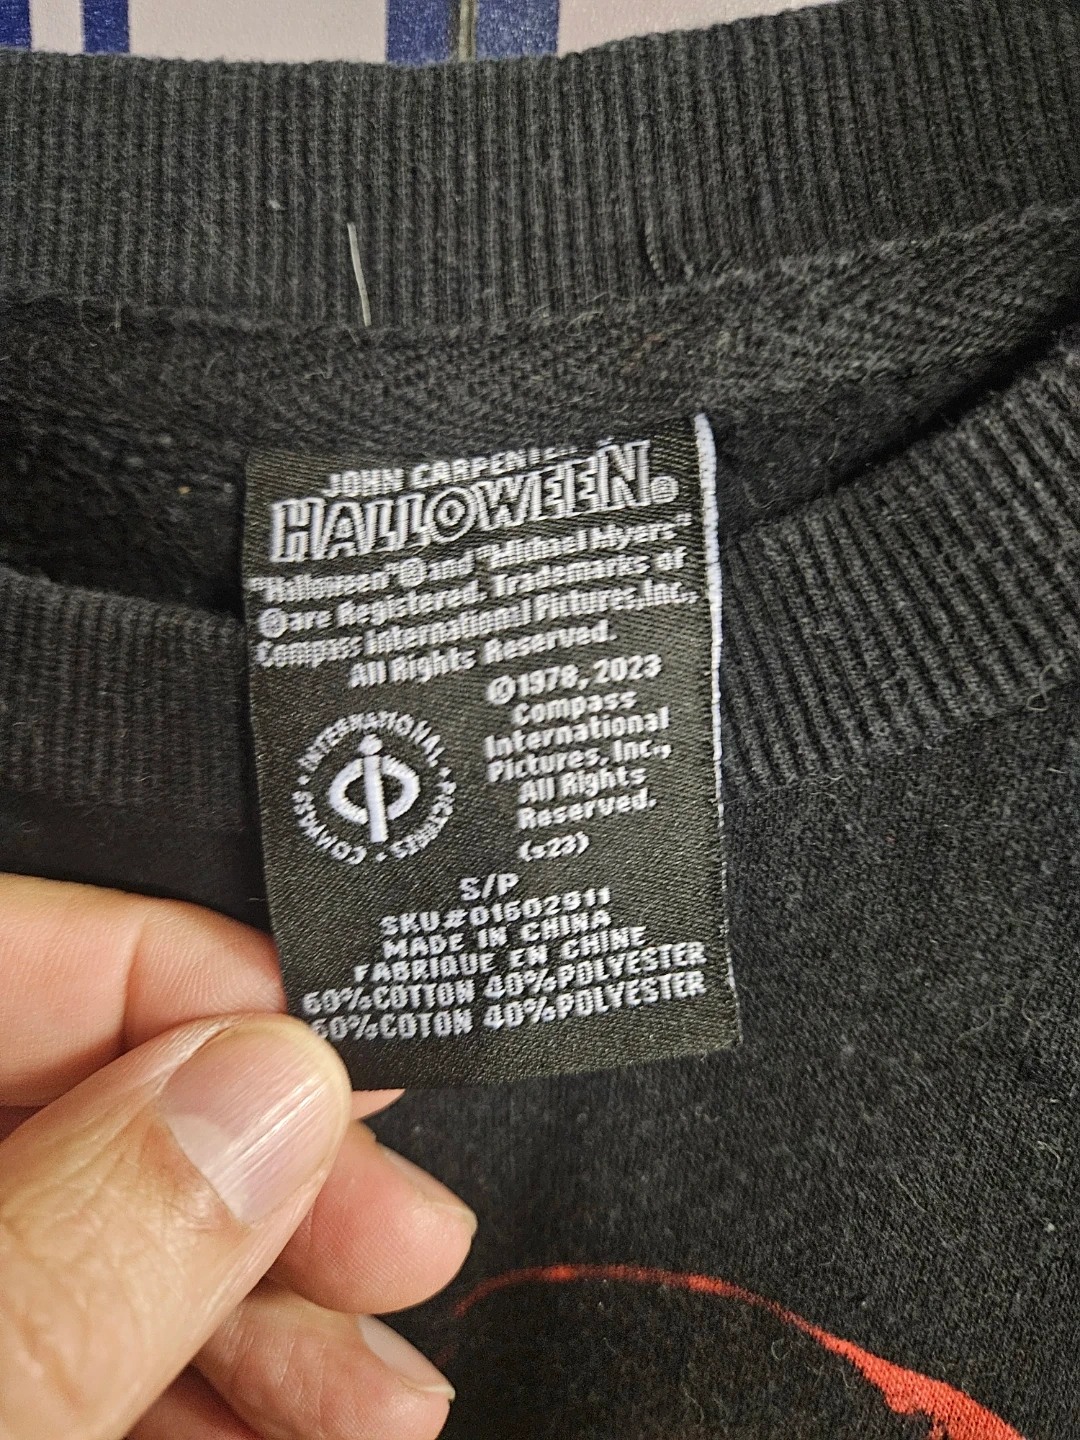 JOHN CARPENTE
HALLOWEEN®
"Halloween"® and "Michael Myers"
® are Registered Trademarks of
Compass International Pictures, Inc.,
All Rights Reserved.
©1978, 2023
Compass
International
Pictures, Inc.,
All Rights
Reserved.
(s23)
• INTERNATIONAL • PICTURES • COMPASS
S/P
SKU#01602911
MADE IN CHINA
FABRIQUE EN CHINE
60%COTTON 40%POLYESTER
60%COTON 40%POLYESTER